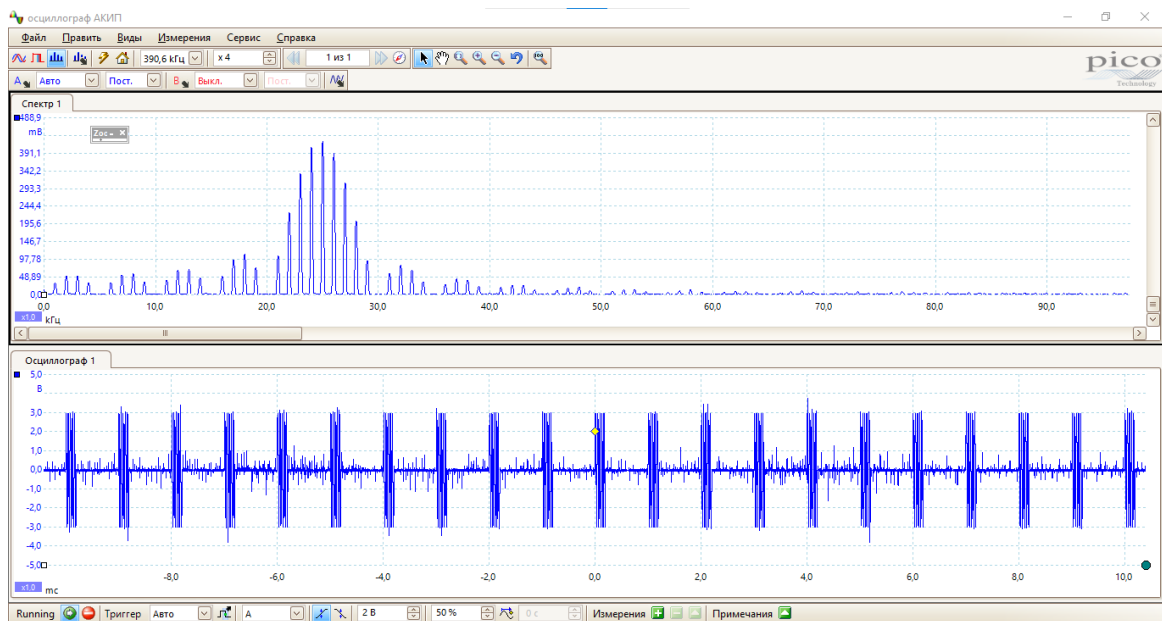 осциллограф АКИП
Файл Править Виды Измерения Сервис Справка
390,6 кГц x 4 1 из 1
pico
Technology
A Авто Пост. B Выкл. Пост.
Спектр 1
488,9
мВ
391,1
342,2
293,3
244,4
195,6
146,7
97,78
48,89
0,0
0,0 10,0 20,0 30,0 40,0 50,0 60,0 70,0 80,0 90,0
x1,0 кГц
Осциллограф 1
5,0
В
3,0
2,0
1,0
0,0
-1,0
-2,0
-3,0
-4,0
-5,0
-8,0 -6,0 -4,0 -2,0 0,0 2,0 4,0 6,0 8,0 10,0
x1,0 мс
Running Триггер Авто A 2 В 50 % 0 с Измерения Примечания